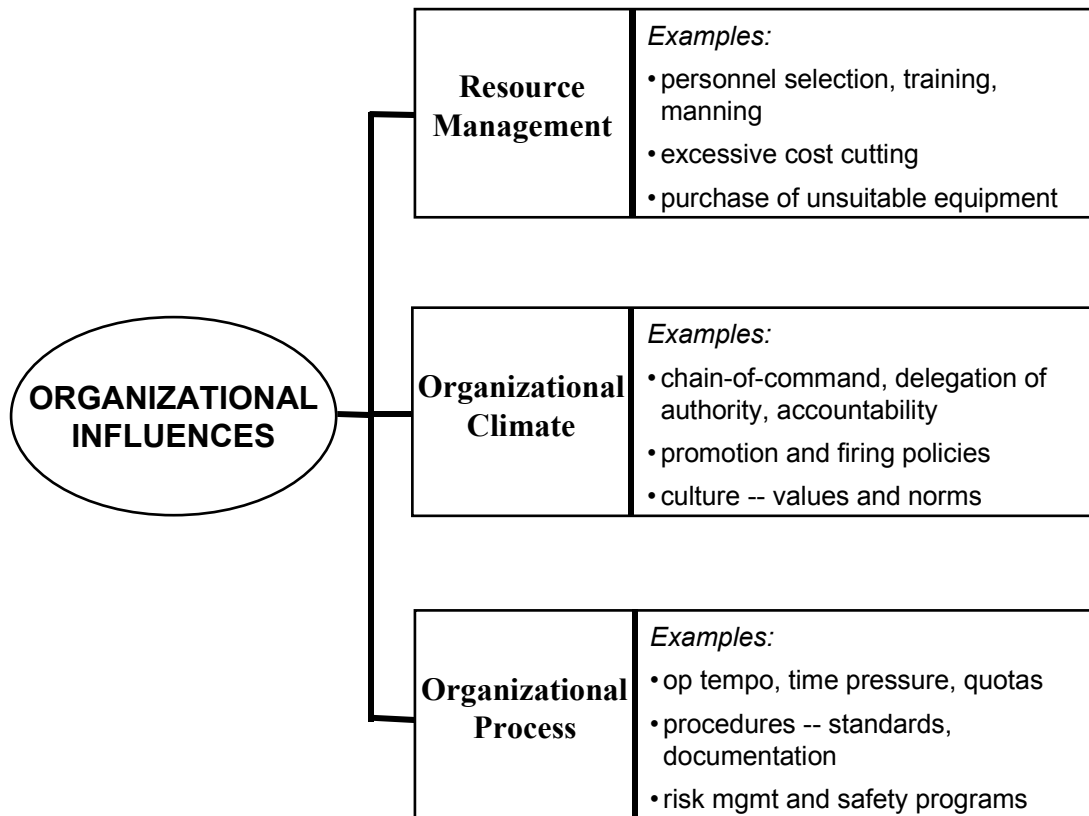 ORGANIZATIONAL
INFLUENCES
Resource
Management
Examples:
• personnel selection, training,
manning
• excessive cost cutting
• purchase of unsuitable equipment
Organizational
Climate
Examples:
• chain-of-command, delegation of
authority, accountability
• promotion and firing policies
• culture -- values and norms
Organizational
Process
Examples:
• op tempo, time pressure, quotas
• procedures -- standards,
documentation
• risk mgmt and safety programs